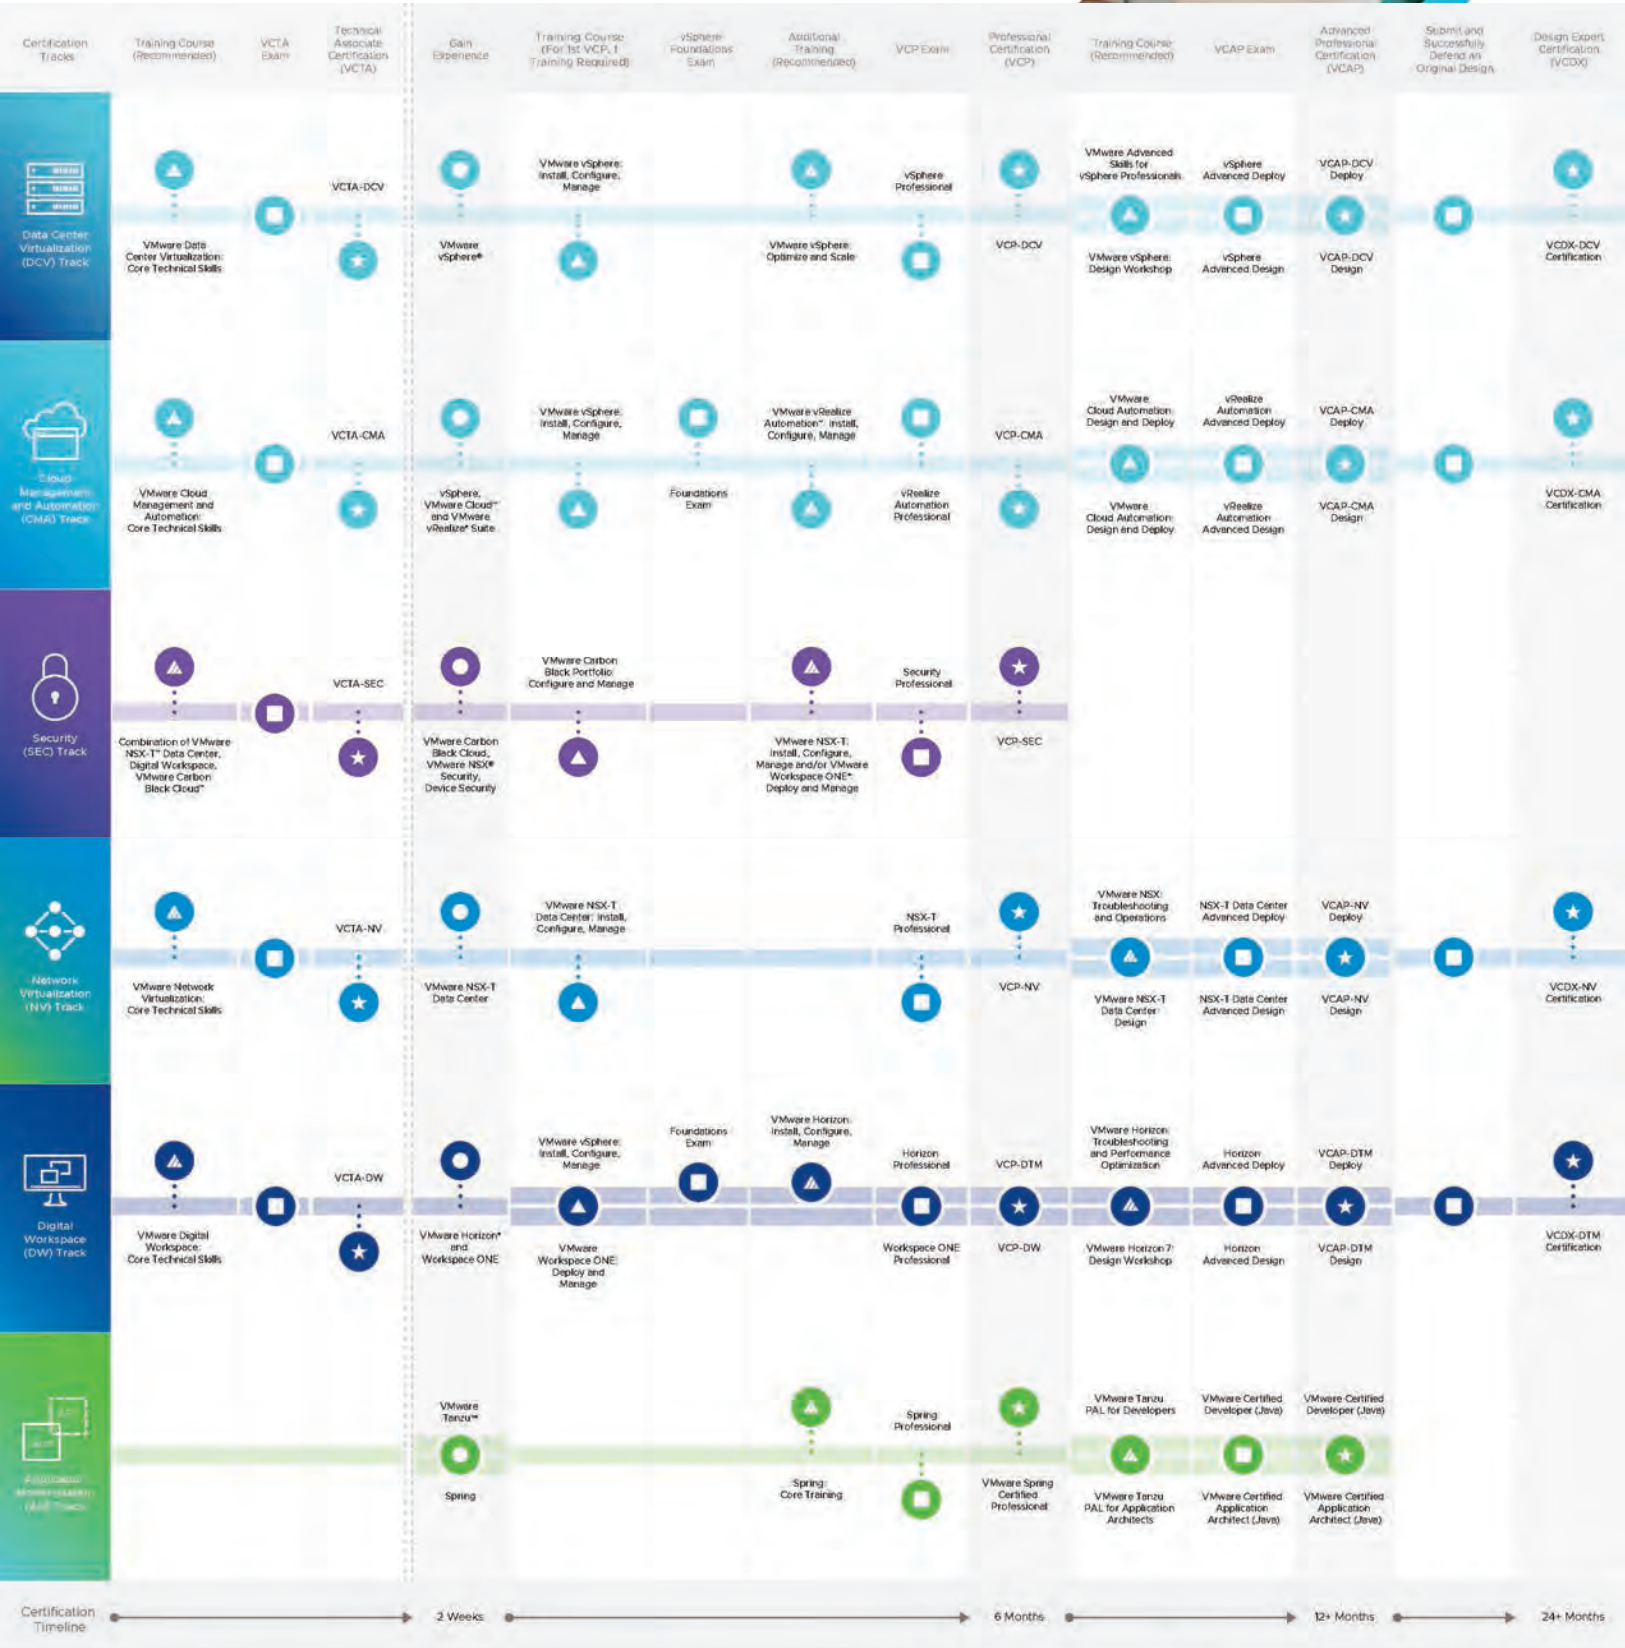 Certification
Tracks
Training Course
(Recommended)
VCTA
Exam
Technical
Associate
Certification
(VCTA)
Gain
Experience
Training Course
(For 1st VCP, 1
Training Required)
vSphere
Foundations
Exam
Additional
Training
(Recommended)
VCP Exam
Professional
Certification
(VCP)
Training Course
(Recommended)
VCAP Exam
Advanced
Professional
Certification
(VCAP)
Submit and
Successfully
Defend an
Original Design
Design Expert
Certification
(VCDX)
Data Center
Virtualization
(DCV) Track
VMware Data
Center Virtualization:
Core Technical Skills
VCTA-DCV
VMware
vSphere®
VMware vSphere:
Install, Configure,
Manage
VMware vSphere:
Optimize and Scale
vSphere
Professional
VCP-DCV
VMware Advanced
Skills for
vSphere Professionals
VMware vSphere:
Design Workshop
vSphere
Advanced Deploy
vSphere
Advanced Design
VCAP-DCV
Deploy
VCAP-DCV
Design
VCDX-DCV
Certification
Cloud
Management
and Automation
(CMA) Track
VMware Cloud
Management and
Automation:
Core Technical Skills
VCTA-CMA
vSphere,
VMware Cloud™
and VMware
vRealize® Suite
VMware vSphere:
Install, Configure,
Manage
Foundations
Exam
VMware vRealize
Automation™: Install,
Configure, Manage
vRealize
Automation
Professional
VCP-CMA
VMware
Cloud Automation:
Design and Deploy
VMware
Cloud Automation:
Design and Deploy
vRealize
Automation
Advanced Deploy
vRealize
Automation
Advanced Design
VCAP-CMA
Deploy
VCAP-CMA
Design
VCDX-CMA
Certification
Security
(SEC) Track
Combination of VMware
NSX-T™ Data Center,
Digital Workspace,
VMware Carbon
Black Cloud™
VCTA-SEC
VMware Carbon
Black Cloud,
VMware NSX®
Security,
Device Security
VMware Carbon
Black Portfolio:
Configure and Manage
VMware NSX-T:
Install, Configure,
Manage and/or VMware
Workspace ONE®:
Deploy and Manage
Security
Professional
VCP-SEC
Network
Virtualization
(NV) Track
VMware Network
Virtualization:
Core Technical Skills
VCTA-NV
VMware NSX-T
Data Center
VMware NSX-T
Data Center: Install,
Configure, Manage
NSX-T
Professional
VCP-NV
VMware NSX:
Troubleshooting
and Operations
VMware NSX-T
Data Center:
Design
NSX-T Data Center
Advanced Deploy
NSX-T Data Center
Advanced Design
VCAP-NV
Deploy
VCAP-NV
Design
VCDX-NV
Certification
Digital
Workspace
(DW) Track
VMware Digital
Workspace:
Core Technical Skills
VCTA-DW
VMware Horizon®
and
Workspace ONE
VMware vSphere:
Install, Configure,
Manage
VMware
Workspace ONE:
Deploy and
Manage
Foundations
Exam
VMware Horizon:
Install, Configure,
Manage
Horizon
Professional
Workspace ONE
Professional
VCP-DTM
VCP-DW
VMware Horizon:
Troubleshooting
and Performance
Optimization
VMware Horizon 7:
Design Workshop
Horizon
Advanced Deploy
Horizon
Advanced Design
VCAP-DTM
Deploy
VCAP-DTM
Design
VCDX-DTM
Certification
Application
Modernization
Track
VMware
Tanzu™
Spring
Spring:
Core Training
Spring
Professional
VMware Spring
Certified
Professional
VMware Tanzu
PAL for Developers
VMware Tanzu
PAL for Application
Architects
VMware Certified
Developer (Java)
VMware Certified
Application
Architect (Java)
VMware Certified
Developer (Java)
VMware Certified
Application
Architect (Java)
Certification
Timeline
2 Weeks
6 Months
12+ Months
24+ Months